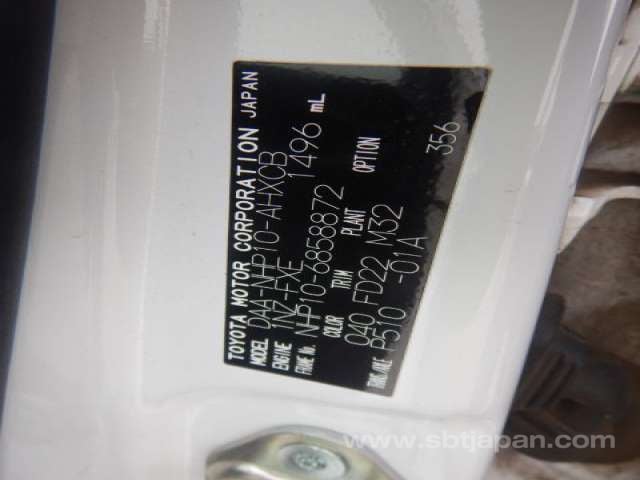 TOYOTA MOTOR CORPORATION JAPAN
MODEL DAA-NHP10-AHXCB
ENGINE 1NZ-FXE 1496 mL
FRAME No. NHP10-6858872
COLOR TRIM PLANT OPTION
040 FD22 M32 356
TRANS./AXLE P510 -01A
www.sbtjapan.com